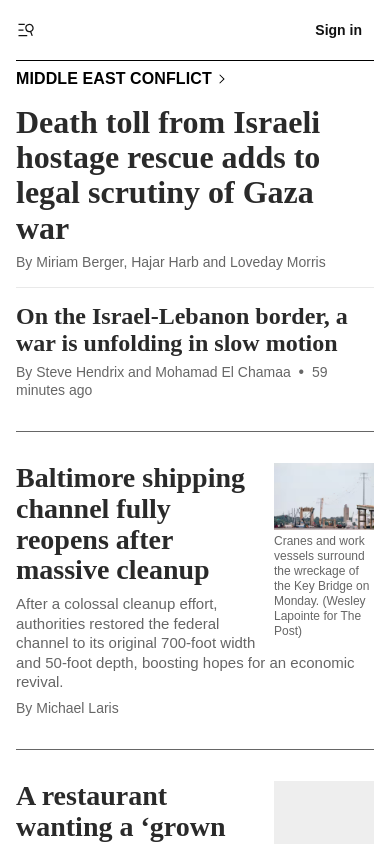 Sign in
MIDDLE EAST CONFLICT
Death toll from Israeli
hostage rescue adds to
legal scrutiny of Gaza
war
By Miriam Berger, Hajar Harb and Loveday Morris
On the Israel-Lebanon border, a
war is unfolding in slow motion
By Steve Hendrix and Mohamad El Chamaa • 59
minutes ago
Baltimore shipping
channel fully
reopens after
massive cleanup
Cranes and work
vessels surround
the wreckage of
the Key Bridge on
Monday. (Wesley
Lapointe for The
Post)
After a colossal cleanup effort,
authorities restored the federal
channel to its original 700-foot width
and 50-foot depth, boosting hopes for an economic
revival.
By Michael Laris
A restaurant
wanting a ‘grown